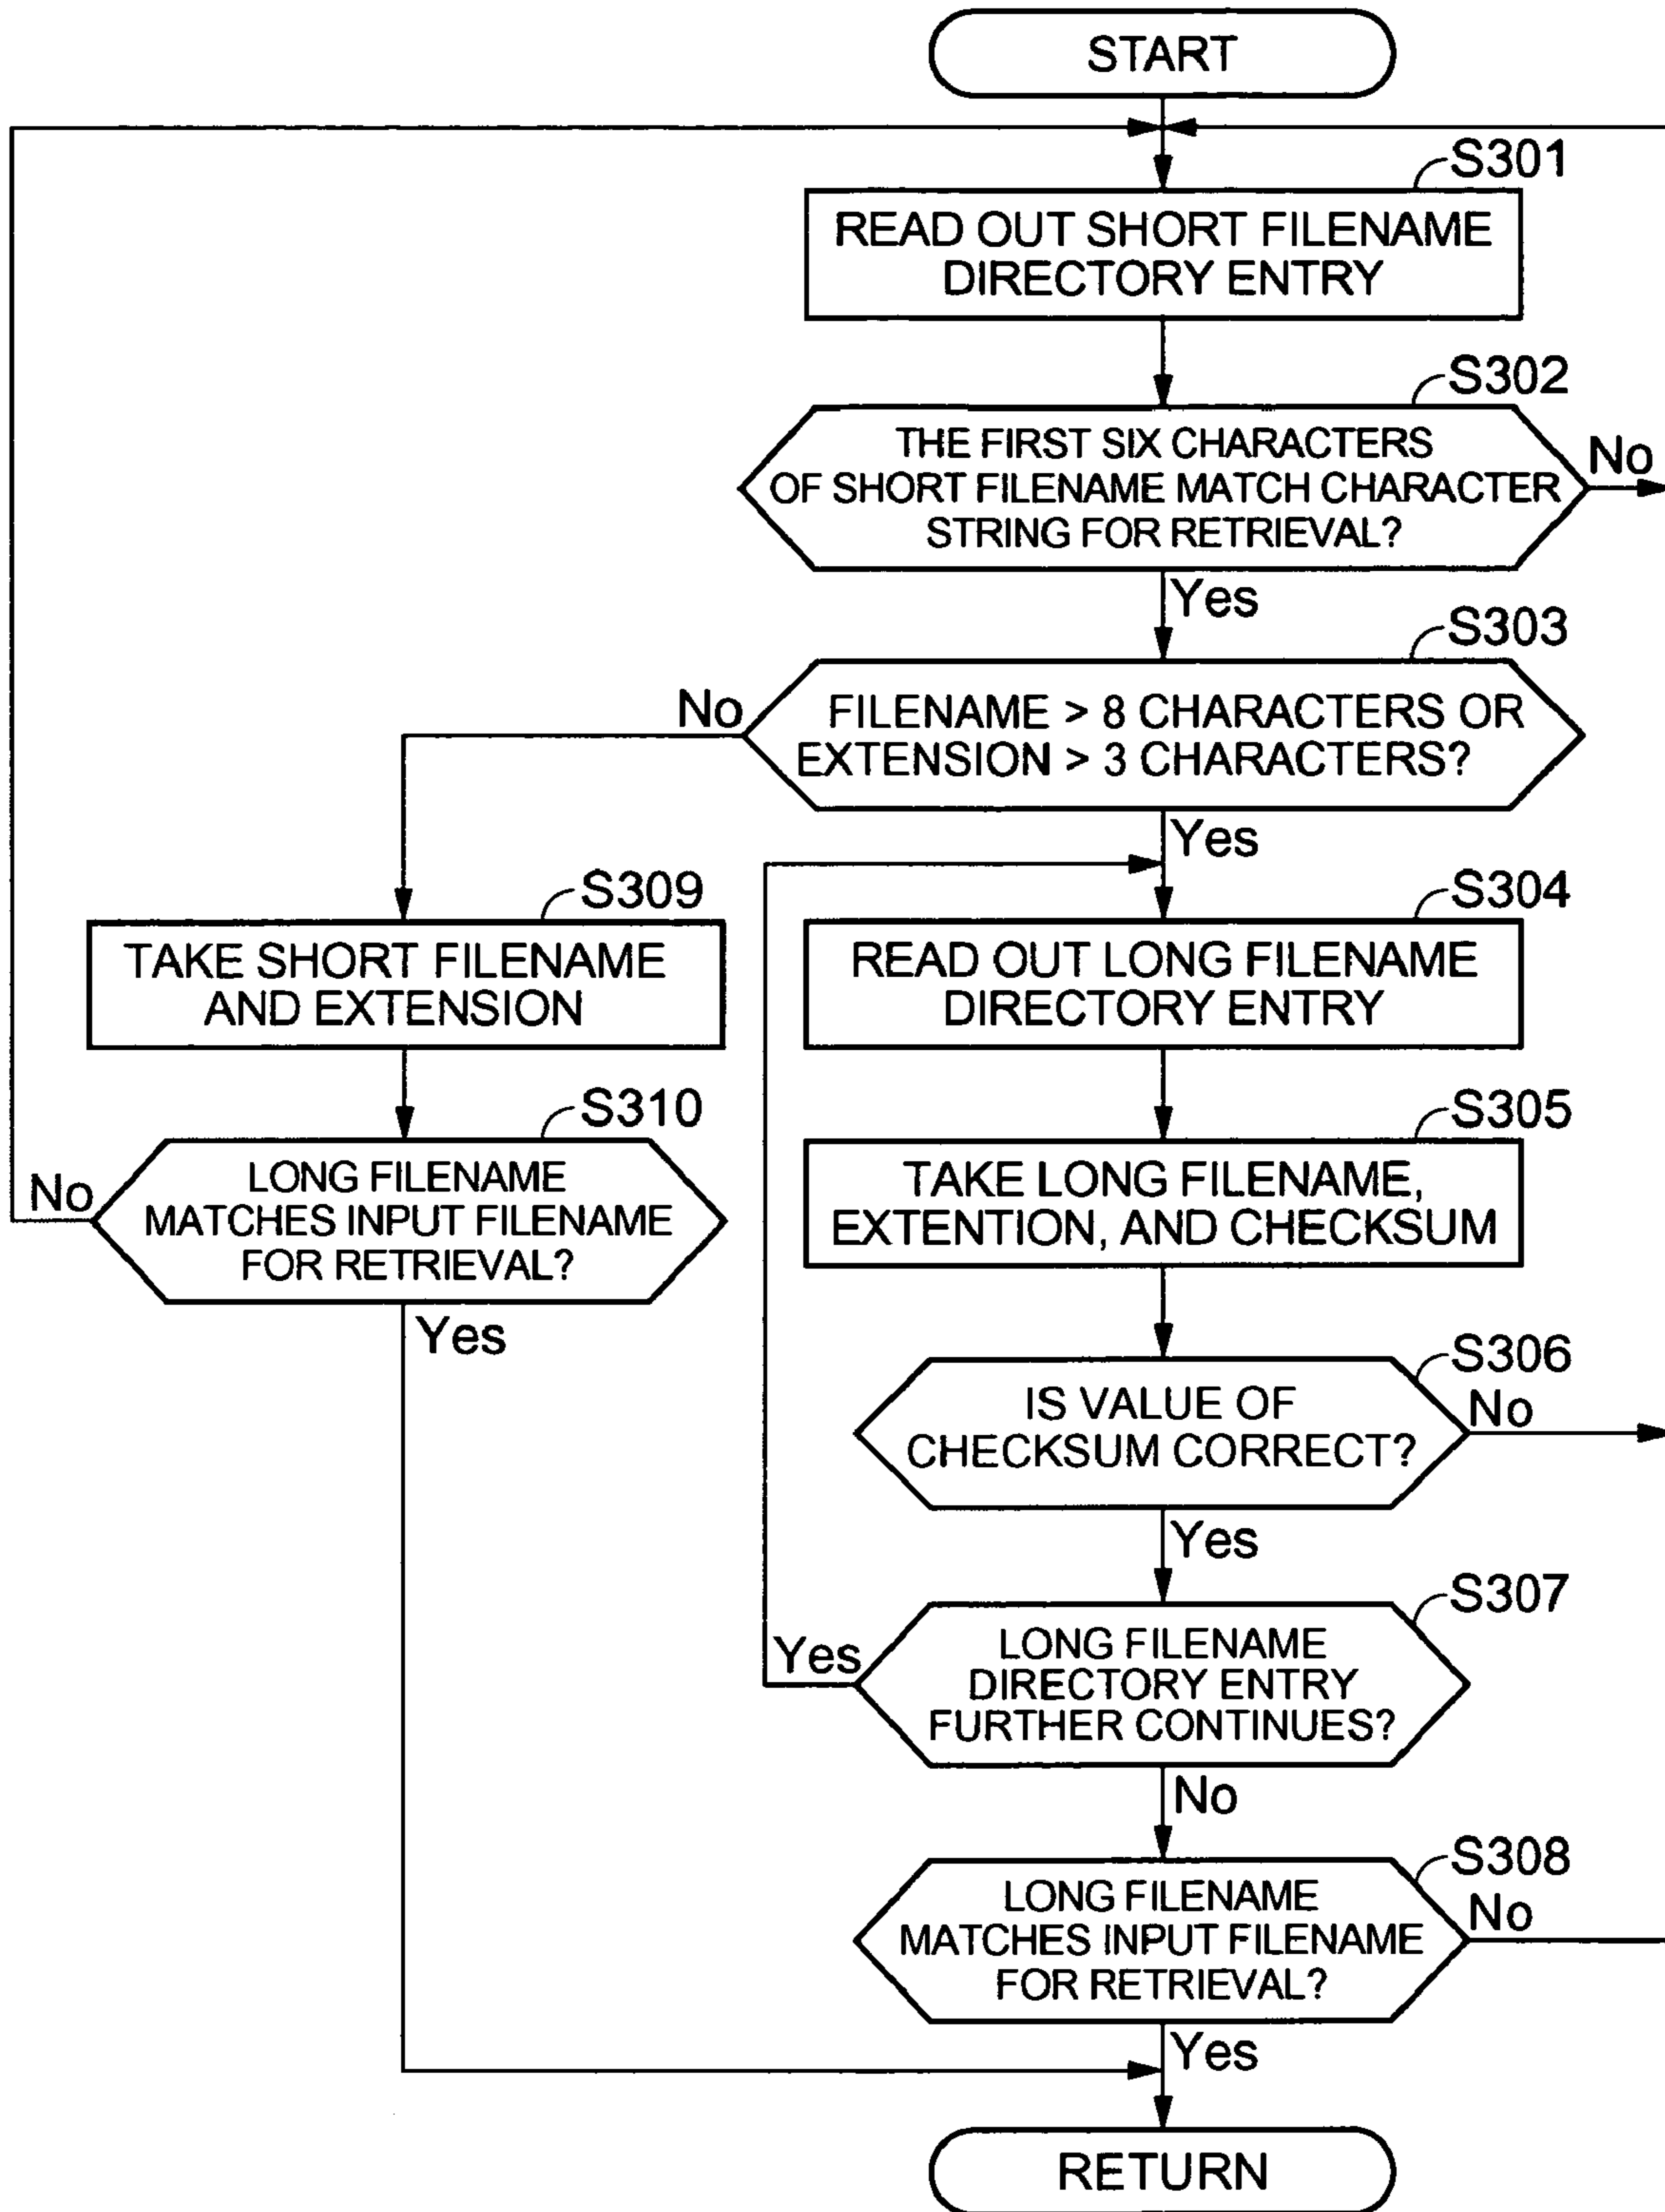 START
S301
READ OUT SHORT FILENAME
DIRECTORY ENTRY
S302
THE FIRST SIX CHARACTERS
OF SHORT FILENAME MATCH CHARACTER
STRING FOR RETRIEVAL?
No
Yes
S303
FILENAME > 8 CHARACTERS OR
EXTENSION > 3 CHARACTERS?
No
Yes
S309
TAKE SHORT FILENAME
AND EXTENSION
S304
READ OUT LONG FILENAME
DIRECTORY ENTRY
S310
LONG FILENAME
MATCHES INPUT FILENAME
FOR RETRIEVAL?
No
Yes
S305
TAKE LONG FILENAME,
EXTENTION, AND CHECKSUM
S306
IS VALUE OF
CHECKSUM CORRECT?
No
Yes
S307
LONG FILENAME
DIRECTORY ENTRY
FURTHER CONTINUES?
Yes
No
S308
LONG FILENAME
MATCHES INPUT FILENAME
FOR RETRIEVAL?
No
Yes
RETURN